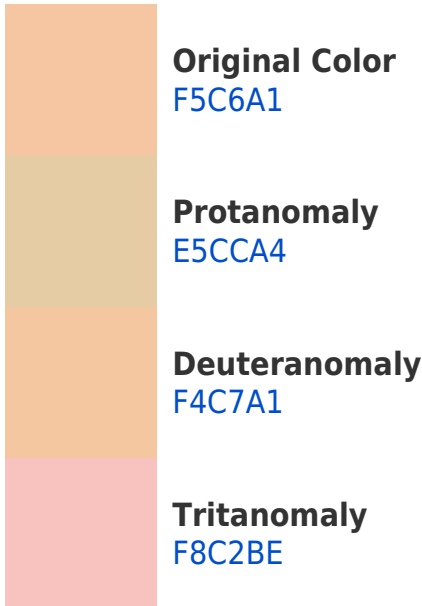 Original Color
F5C6A1
Protanomaly
E5CCA4
Deuteranomaly
F4C7A1
Tritanomaly
F8C2BE